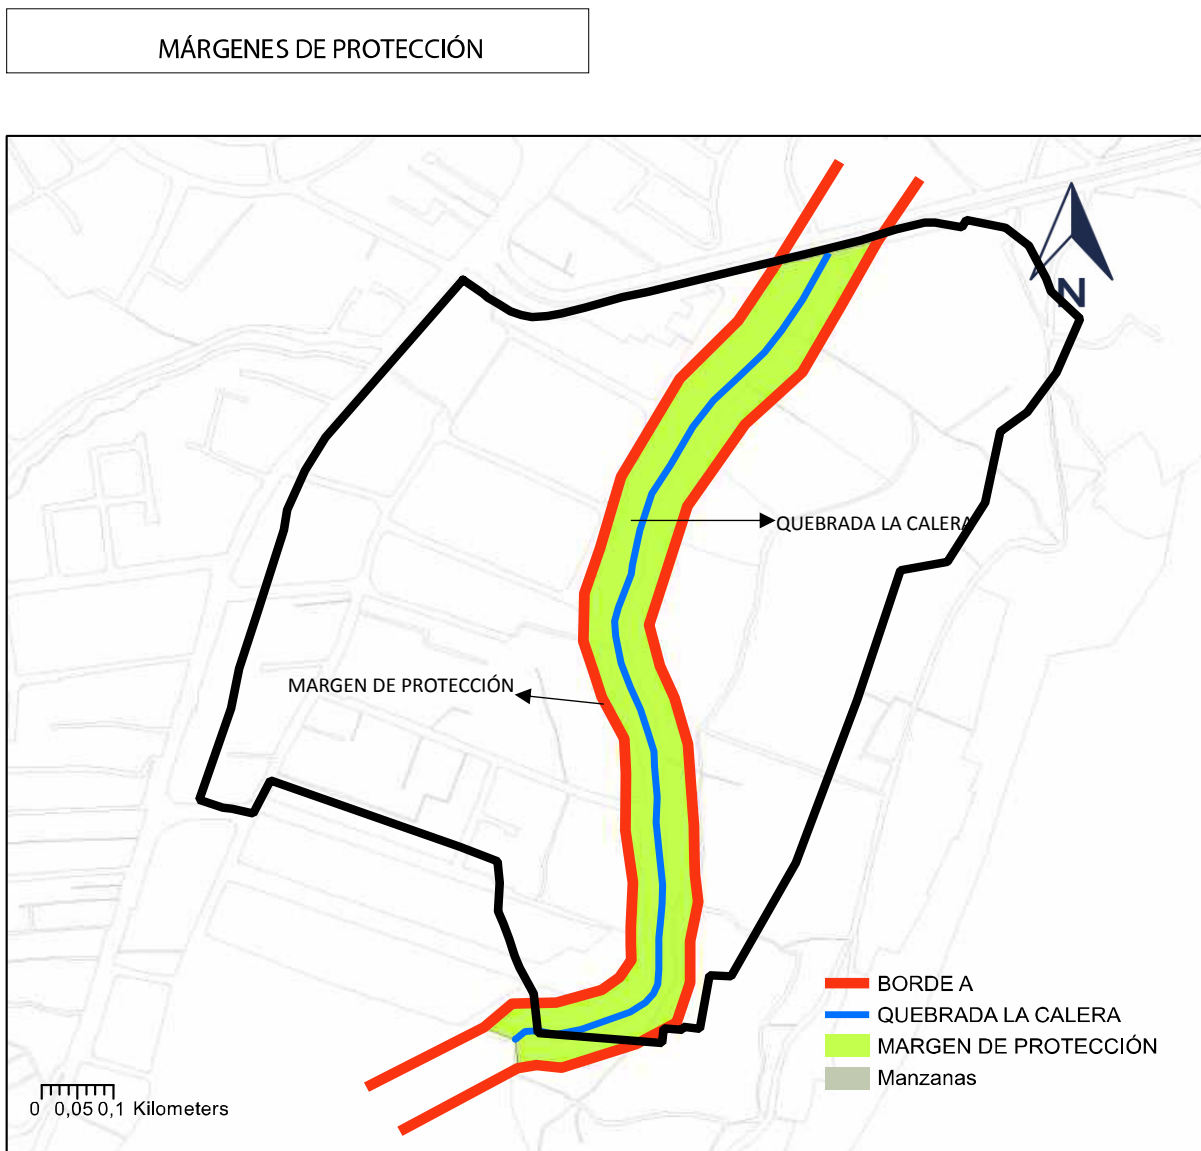 MÁRGENES DE PROTECCIÓN
N
QUEBRADA LA CALERA
MARGEN DE PROTECCIÓN
BORDE A
QUEBRADA LA CALERA
MARGEN DE PROTECCIÓN
Manzanas
0 0,05 0,1 Kilometers